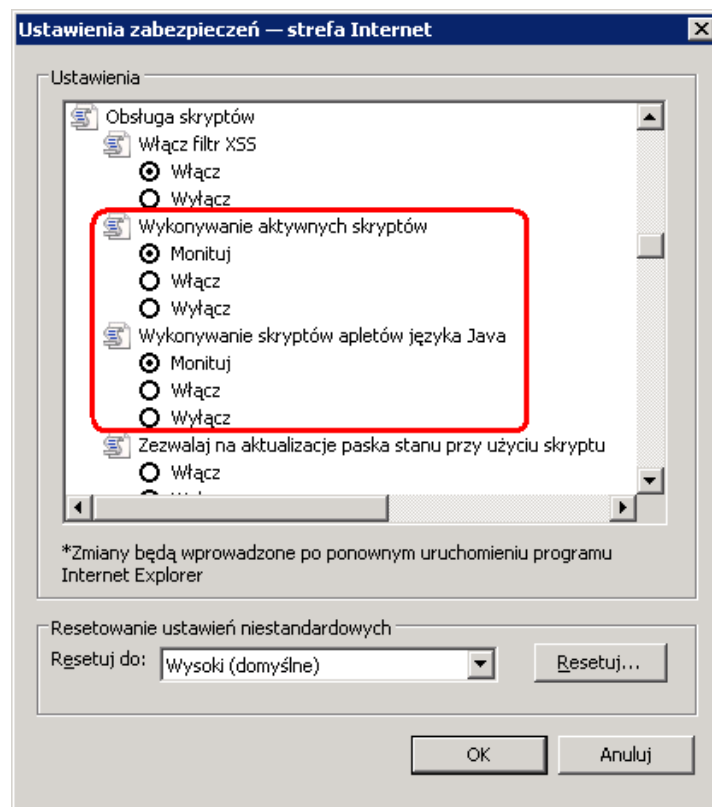 Ustawienia zabezpieczeń — strefa Internet
Ustawienia
Obsługa skryptów
Włącz filtr XSS
Włącz
Wyłącz
Wykonywanie aktywnych skryptów
Monituj
Włącz
Wyłącz
Wykonywanie skryptów apletów języka Java
Monituj
Włącz
Wyłącz
Zezwalaj na aktualizacje paska stanu przy użyciu skryptu
Włącz
*Zmiany będą wprowadzone po ponownym uruchomieniu programu
Internet Explorer
Resetowanie ustawień niestandardowych
Resetuj do:
Wysoki (domyślne)
Resetuj...
OK
Anuluj